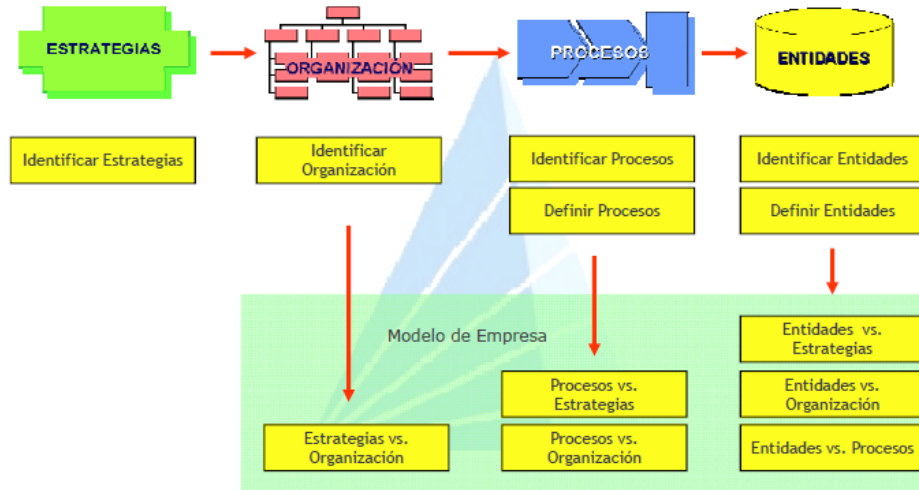 ESTRATEGIAS
ORGANIZACIÓN
PROCESOS
ENTIDADES
Identificar Estrategias
Identificar
Organización
Identificar Procesos
Definir Procesos
Identificar Entidades
Definir Entidades
Modelo de Empresa
Estrategias vs.
Organización
Procesos vs.
Estrategias
Procesos vs.
Organización
Entidades vs.
Estrategias
Entidades vs.
Organización
Entidades vs. Procesos